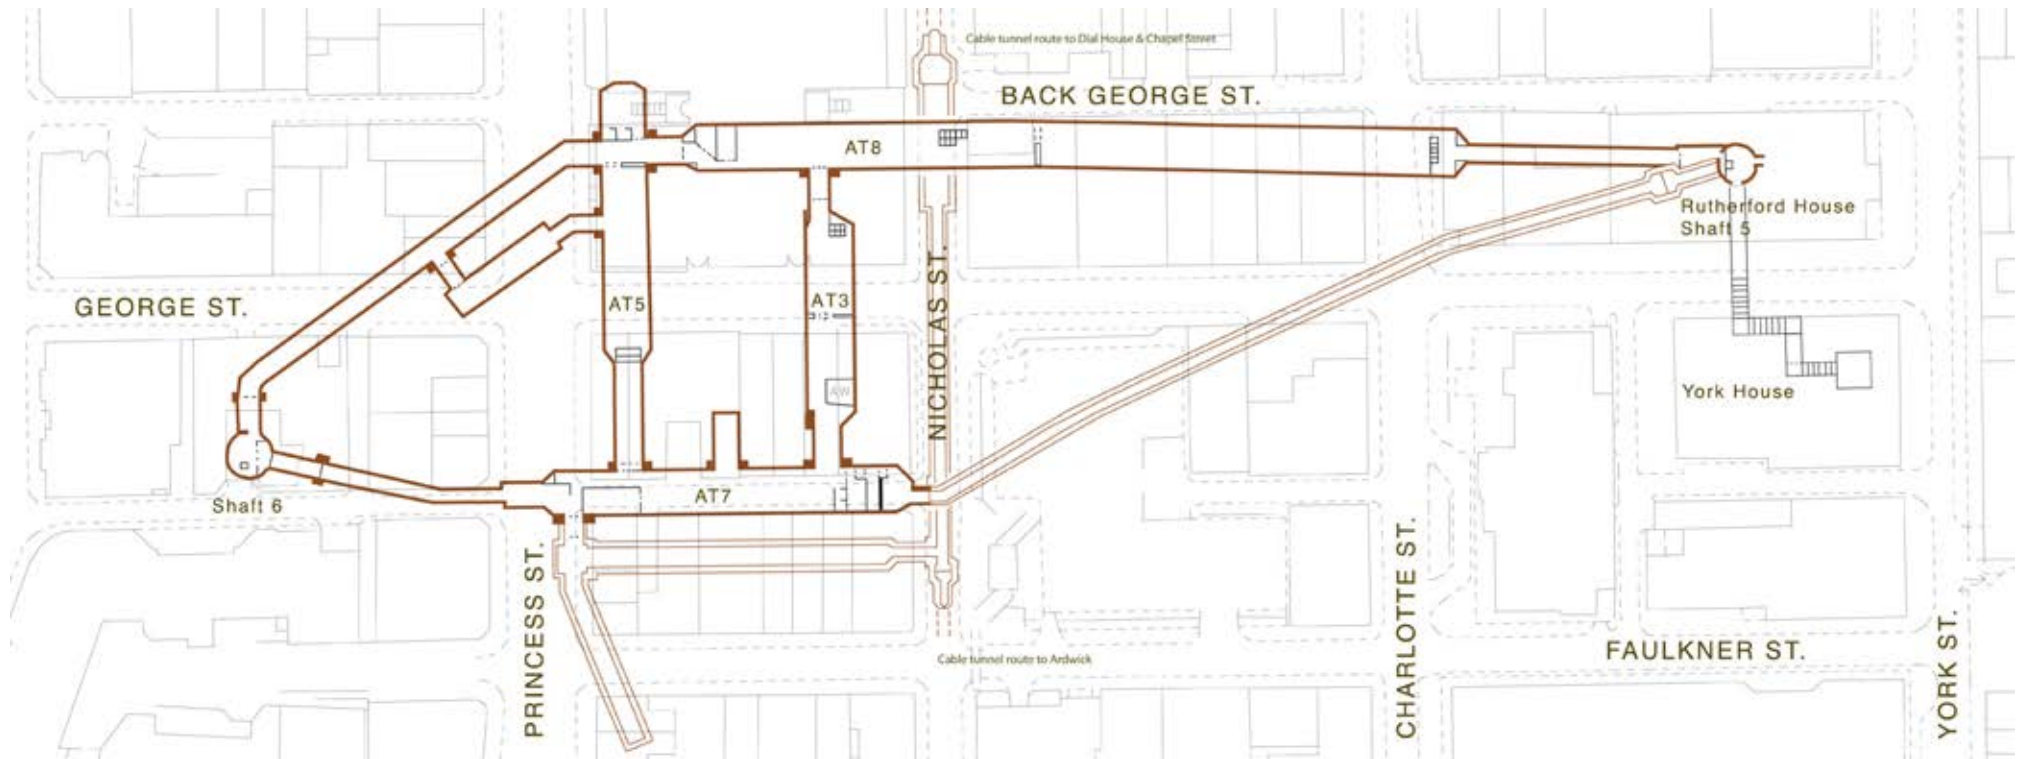 Cable tunnel route to Dial House & Chapel Street
BACK GEORGE ST.
AT8
Rutherford House
Shaft 5
GEORGE ST.
AT5
AT3
NICHOLAS ST.
AW
York House
AT7
Shaft 6
PRINCESS ST.
CHARLOTTE ST.
FAULKNER ST.
YORK ST.
Cable tunnel route to Ardwick